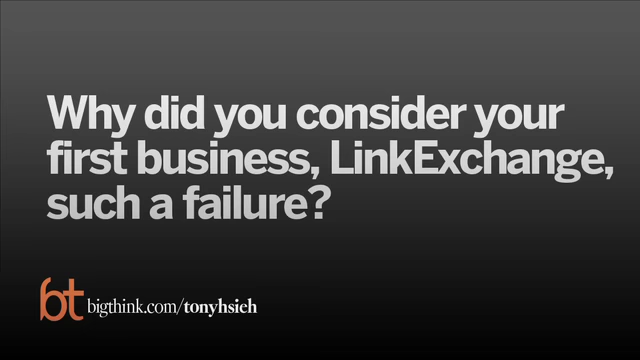 Why did you consider your
first business, LinkExchange,
such a failure?
bt bigthink.com/tonyhsieh